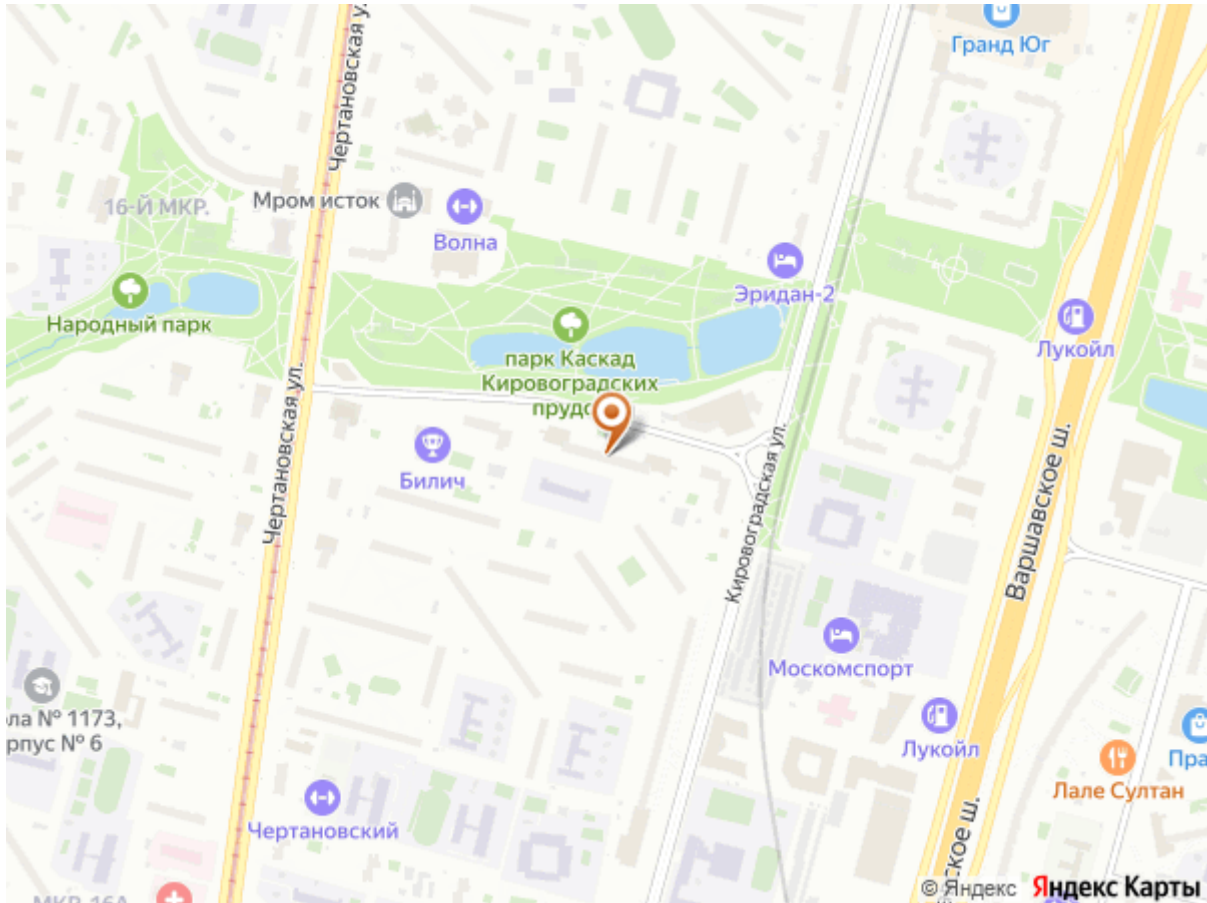 Чертановская ул.
Гранд Юг
Мром исток
16-Й МКР.
Волна
Эридан-2
Народный парк
Лукойл
парк Каскад
Кировоградских
прудо
Чертановская ул.
Билич
Кировоградская ул.
Варшавское ш.
Москомспорт
ла № 1173,
рпус № 6
Лукойл
Пра
Лале Султан
Чертановский
ское ш.
МКР. 16А
© Яндекс Яндекс Карты